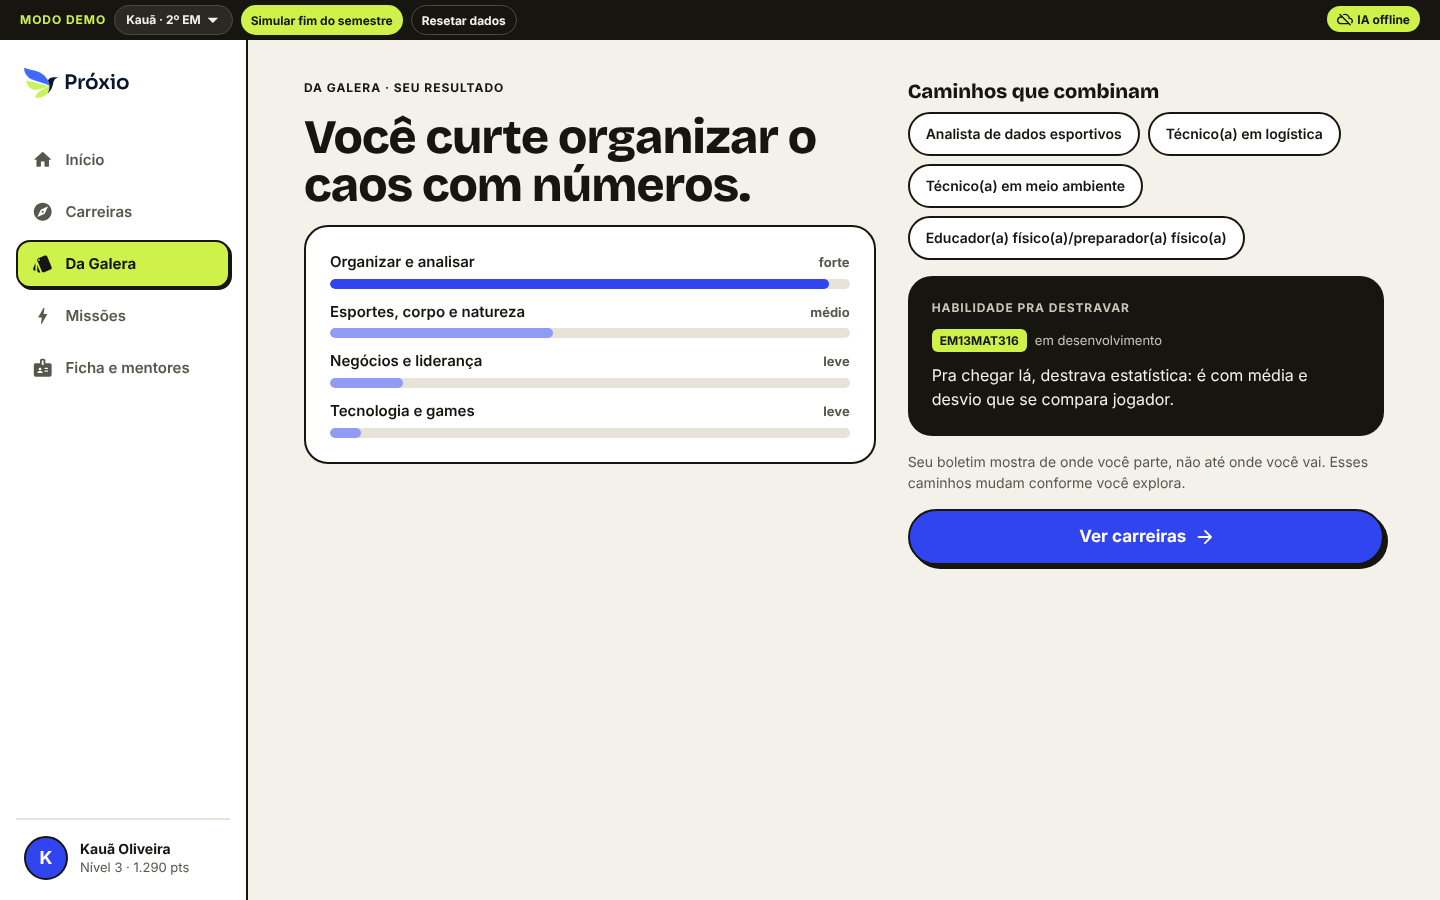 MODO DEMO
Kauã · 2º EM
Simular fim do semestre
Resetar dados
IA offline
Próxio
Início
Carreiras
Da Galera
Missões
Ficha e mentores
Kauã Oliveira
Nível 3 · 1.290 pts
K
DA GALERA · SEU RESULTADO
Você curte organizar o
caos com números.
Organizar e analisar
forte
Esportes, corpo e natureza
médio
Negócios e liderança
leve
Tecnologia e games
leve
Caminhos que combinam
Analista de dados esportivos
Técnico(a) em logística
Técnico(a) em meio ambiente
Educador(a) físico(a)/preparador(a) físico(a)
HABILIDADE PRA DESTRAVAR
EM13MAT316 em desenvolvimento
Pra chegar lá, destrava estatística: é com média e
desvio que se compara jogador.
Seu boletim mostra de onde você parte, não até onde você vai. Esses
caminhos mudam conforme você explora.
Ver carreiras